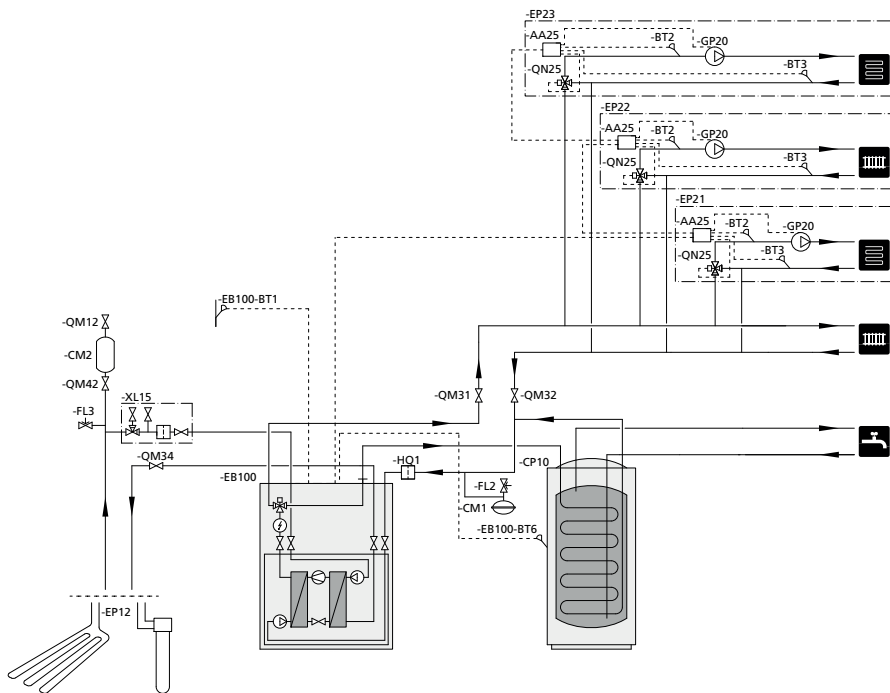 -EP23
-AA25
-BT2
-GP20
-BT3
-QN25
-EP22
-AA25
-BT2
-GP20
-BT3
-QN25
-EP21
-AA25
-BT2
-GP20
-BT3
-QN25
-EB100-BT1
-QM12
-CM2
-QM42
-XL15
-FL3
-QM31
-QM32
-QM34
-EB100
-HQ1
-CP10
-FL2
-CM1
-EB100-BT6
-EP12